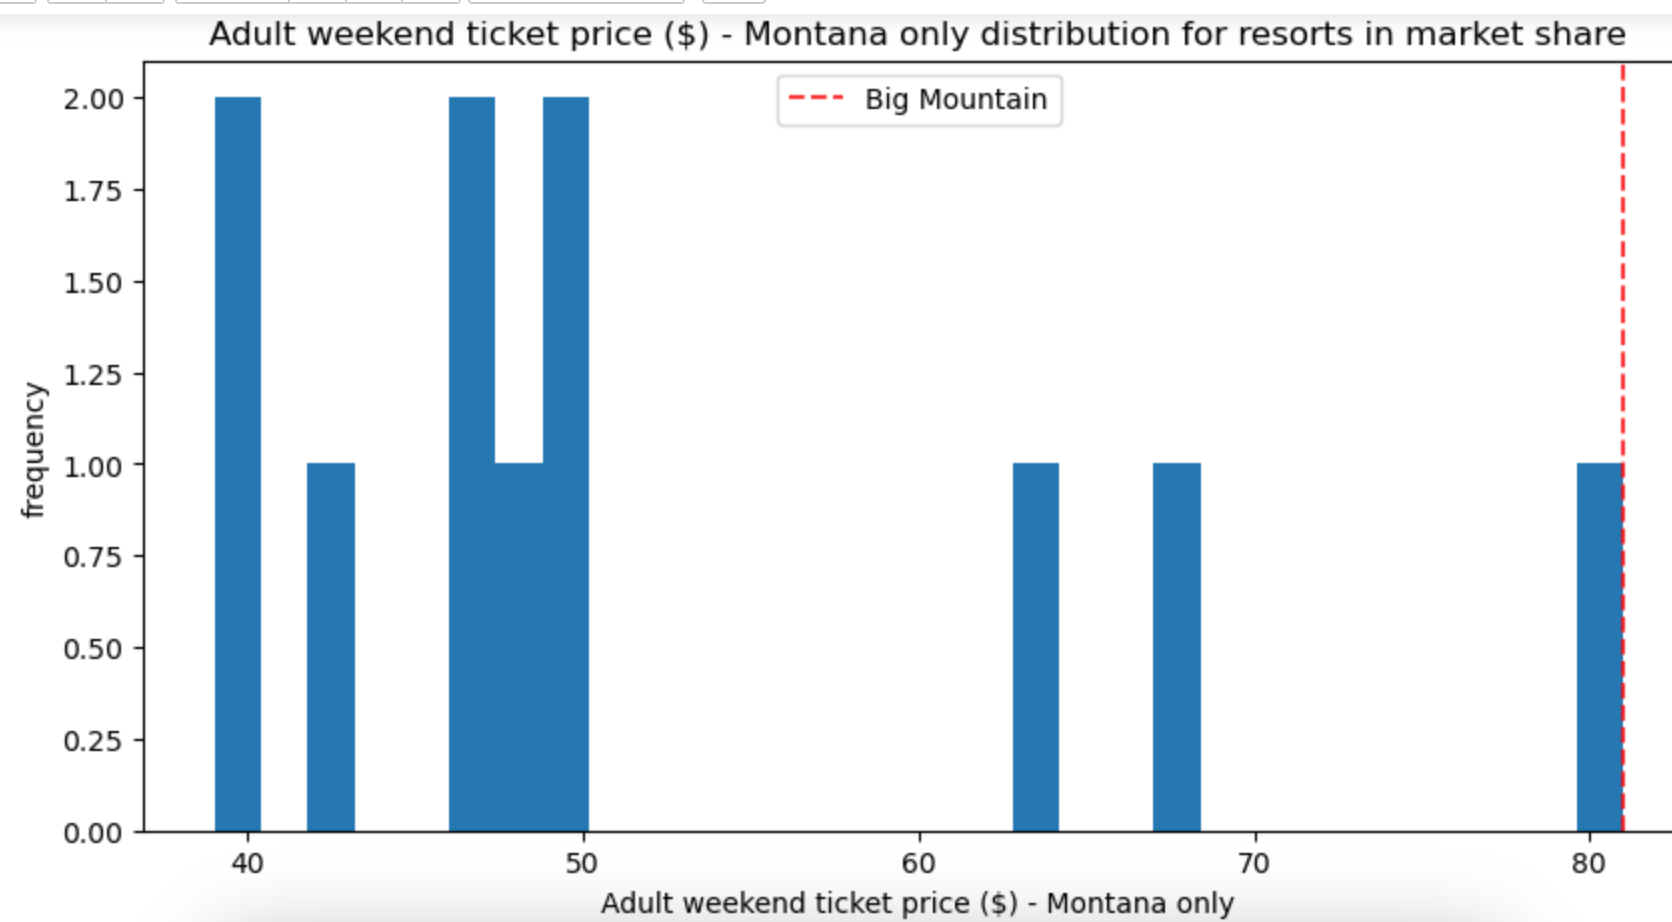 Adult weekend ticket price ($) - Montana only distribution for resorts in market share
Big Mountain
2.00
1.75
1.50
1.25
1.00
0.75
0.50
0.25
0.00
frequency
40 50 60 70 80
Adult weekend ticket price ($) - Montana only